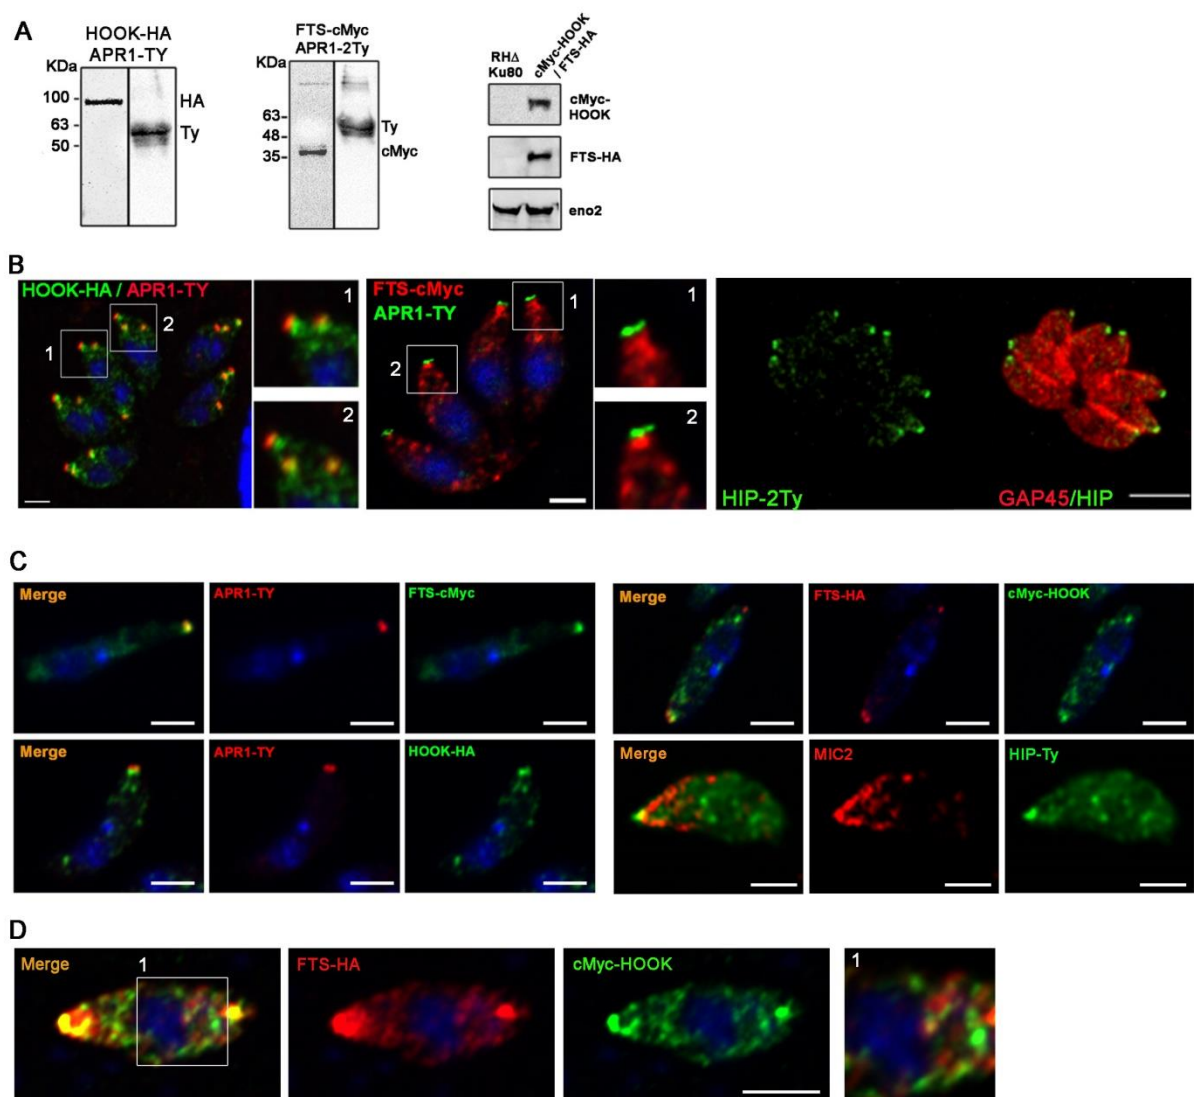 A
HOOK-HA
APR1-TY
KDa
100
63
50
HA
Ty
FTS-cMyc
APR1-2Ty
KDa
63
48
35
Ty
cMyc
RHΔ
Ku80
cMyc-HOOK
/ FTS-HA
cMyc-
HOOK
FTS-HA
eno2
B
HOOK-HA / APR1-TY
1
2
1
2
FTS-cMyc
APR1-TY
1
2
1
2
HIP-2Ty
GAP45/HIP
C
Merge
APR1-TY
FTS-cMyc
Merge
FTS-HA
cMyc-HOOK
Merge
APR1-TY
HOOK-HA
Merge
MIC2
HIP-Ty
D
Merge
1
FTS-HA
cMyc-HOOK
1